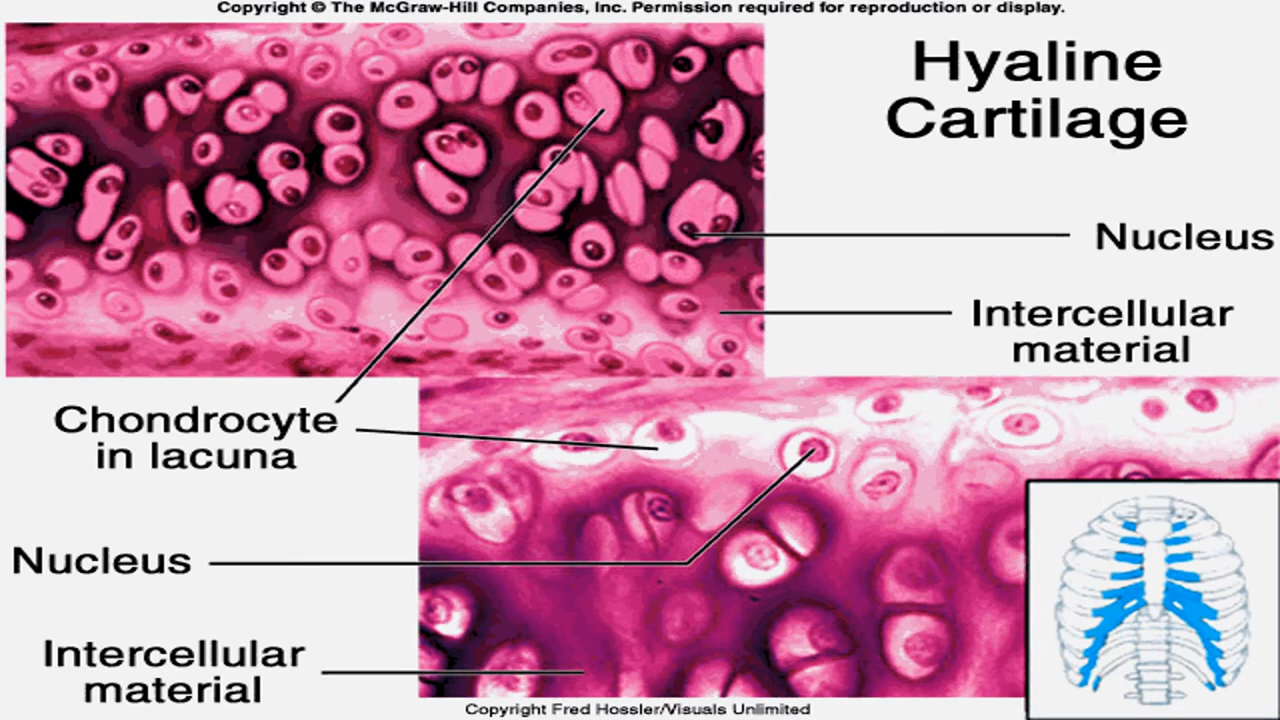 Copyright © The McGraw-Hill Companies, Inc. Permission required for reproduction or display.
Hyaline
Cartilage
Nucleus
Intercellular
material
Chondrocyte
in lacuna
Nucleus
Intercellular
material
Copyright Fred Hossler/Visuals Unlimited